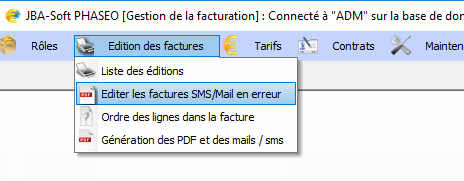 JBA-Soft PHASEO [Gestion de la facturation] : Connecté à "ADM" sur la base de
Rôles Edition des factures Tarifs Contrats
Liste des éditions
Editer les factures SMS/Mail en erreur
Ordre des lignes dans la facture
Génération des PDF et des mails / sms